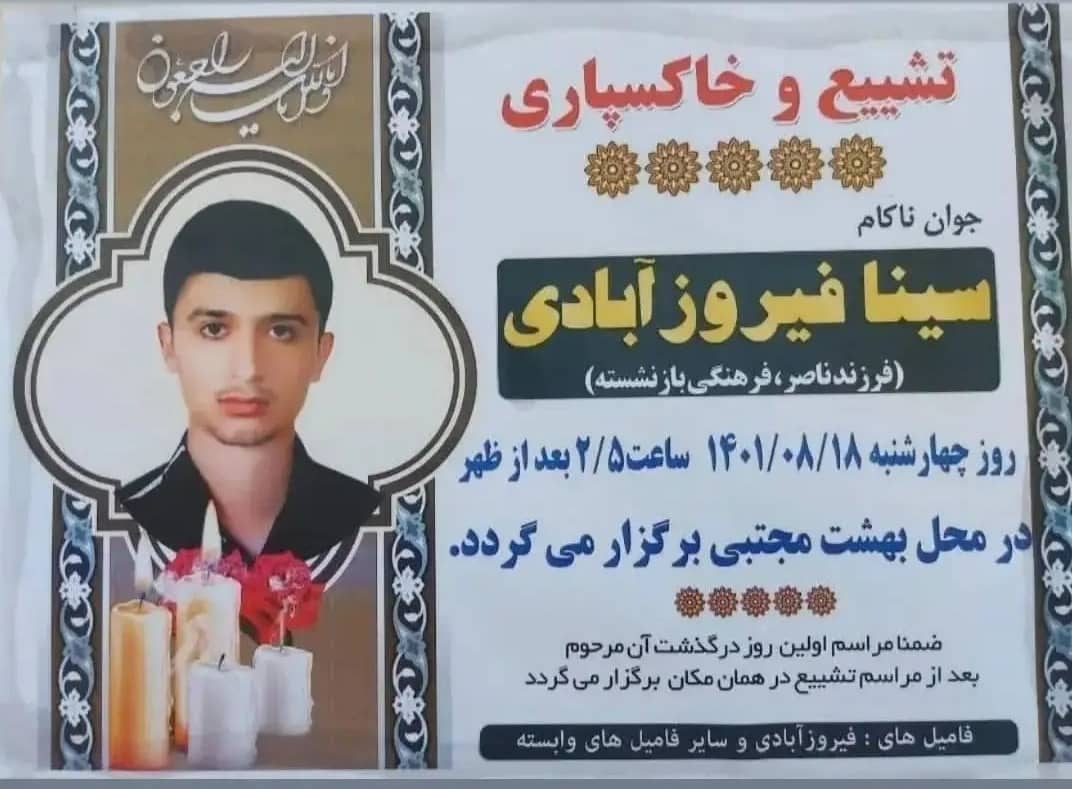 انا لله و انا الیه راجعون
تشییع و خاکسپاری
جوان ناکام
سینا فیروزآبادی
(فرزند ناصر، فرهنگی بازنشسته)
روز چهارشنبه ۱۴۰۱/۰۸/۱۸ ساعت ۲/۵ بعد از ظهر
در محل بهشت مجتبی برگزار می گردد.
ضمنا مراسم اولین روز درگذشت آن مرحوم
بعد از مراسم تشییع در همان مکان برگزار می گردد
فامیل های : فیروزآبادی و سایر فامیل های وابسته